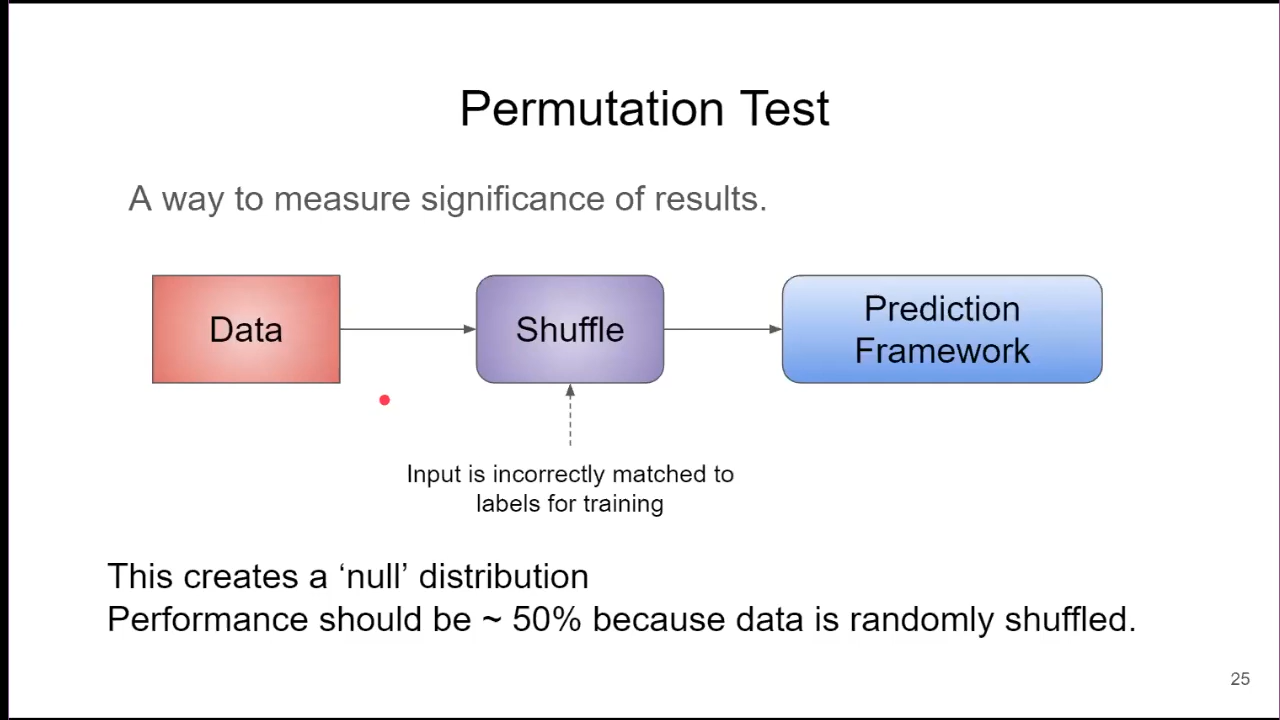 Permutation Test
A way to measure significance of results.
Data
Shuffle
Prediction
Framework
Input is incorrectly matched to
labels for training
This creates a ‘null’ distribution
Performance should be ~ 50% because data is randomly shuffled.
25